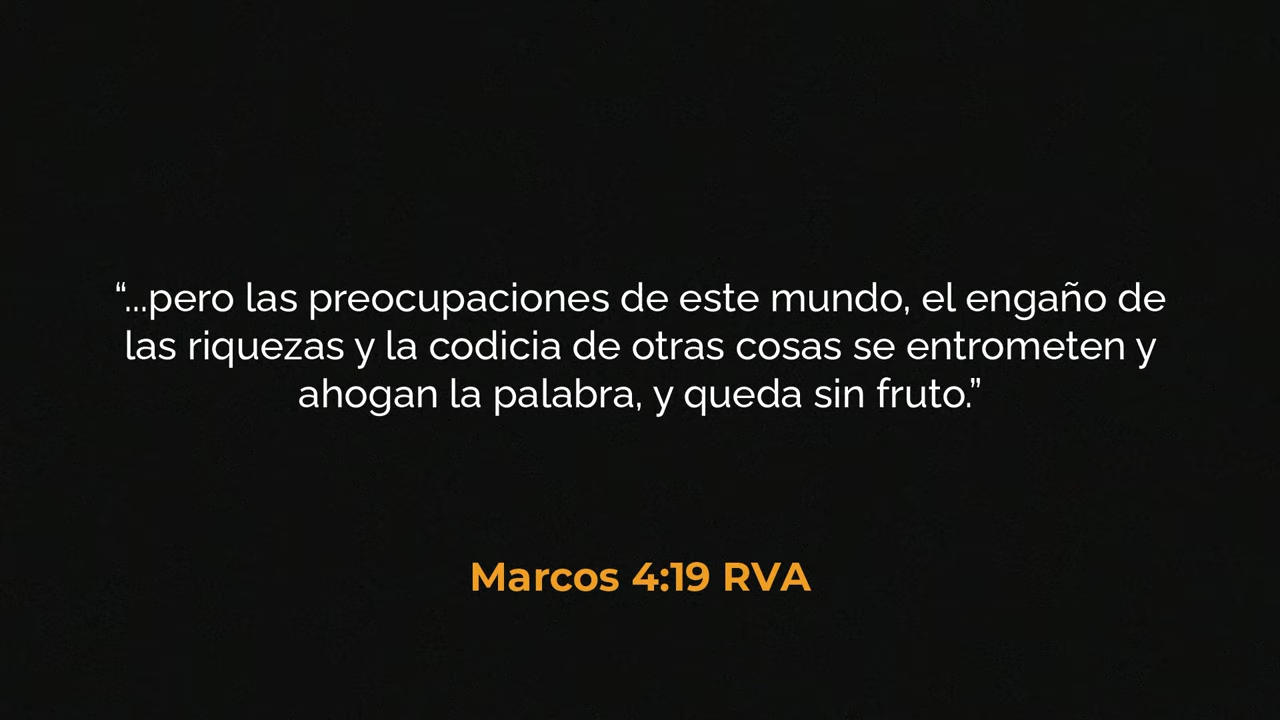 “...pero las preocupaciones de este mundo, el engaño de
las riquezas y la codicia de otras cosas se entrometen y
ahogan la palabra, y queda sin fruto.”
Marcos 4:19 RVA